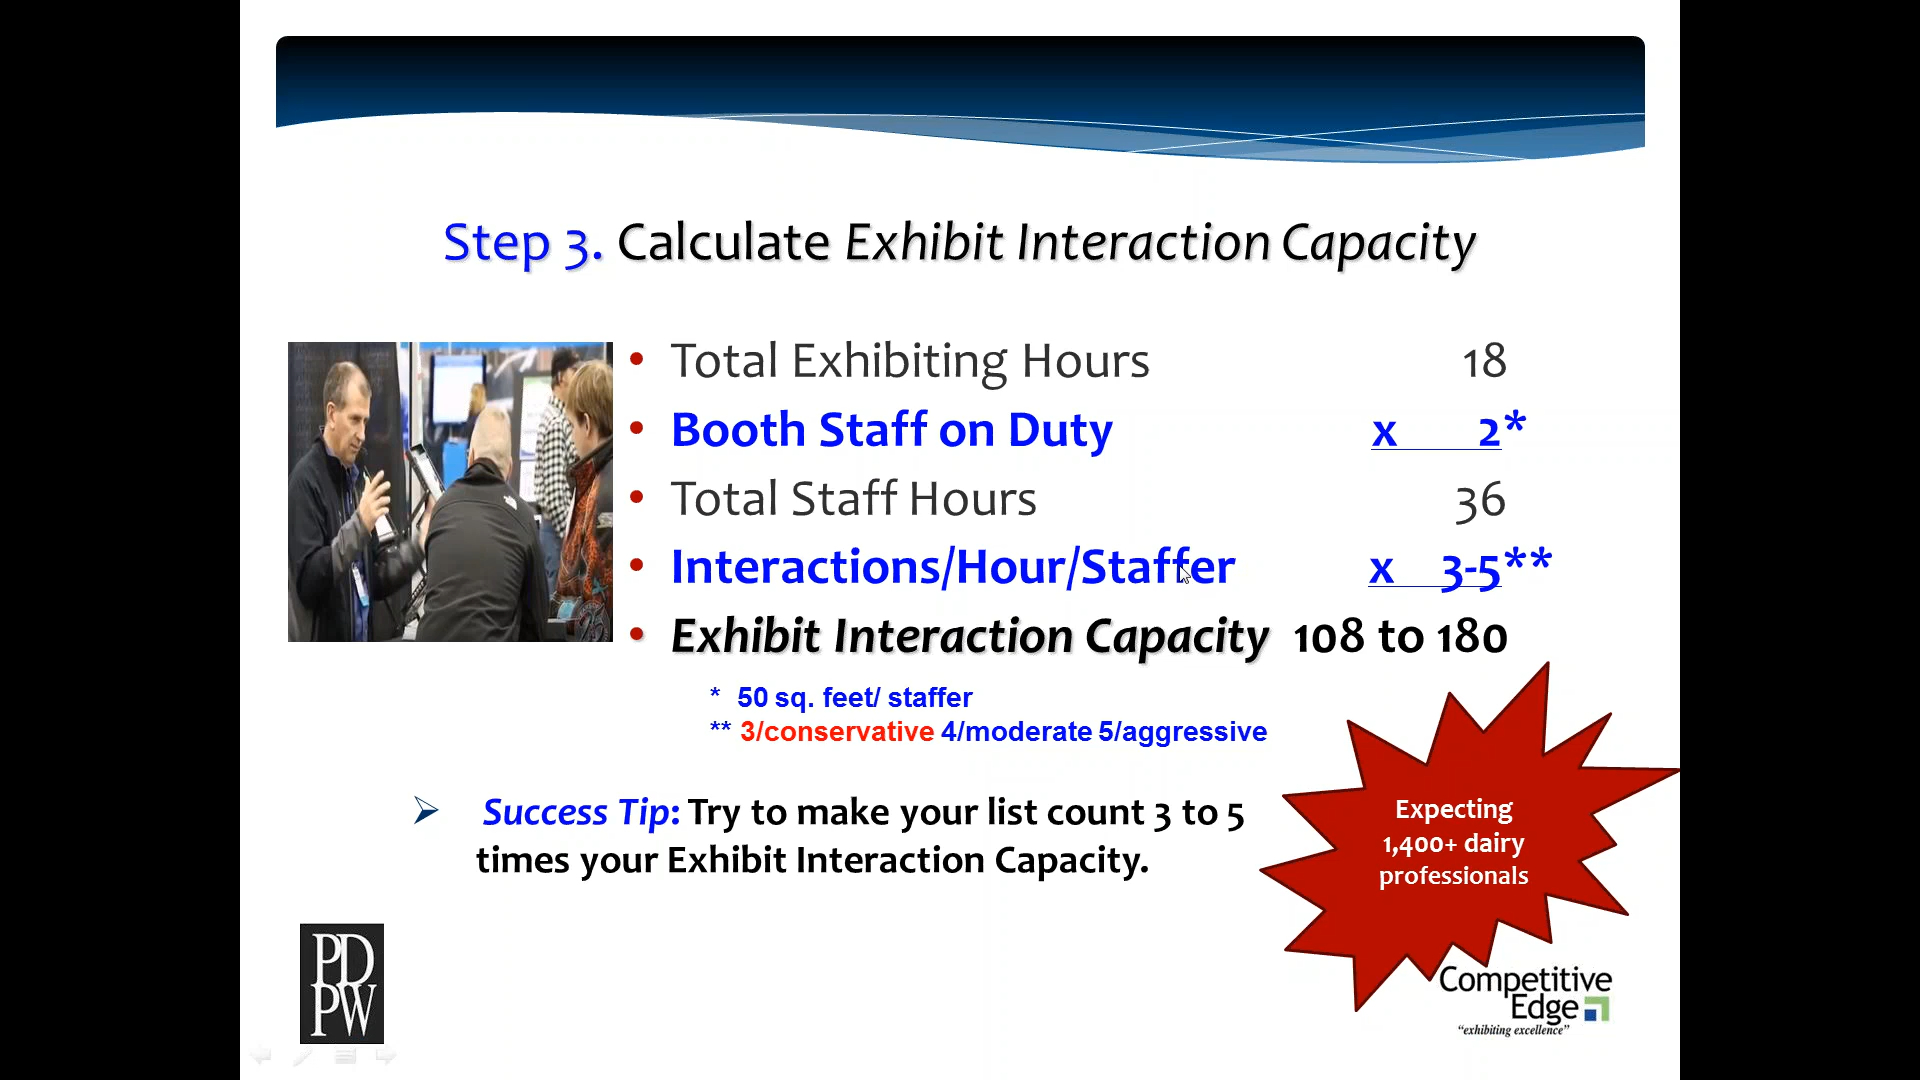 Step 3. Calculate Exhibit Interaction Capacity
• Total Exhibiting Hours 18
• Booth Staff on Duty x 2*
• Total Staff Hours 36
• Interactions/Hour/Staffer x 3-5**
• Exhibit Interaction Capacity 108 to 180
* 50 sq. feet/ staffer
** 3/conservative 4/moderate 5/aggressive
Success Tip: Try to make your list count 3 to 5
times your Exhibit Interaction Capacity.
Expecting
1,400+ dairy
professionals
PD
PW
Competitive
Edge
“exhibiting excellence”